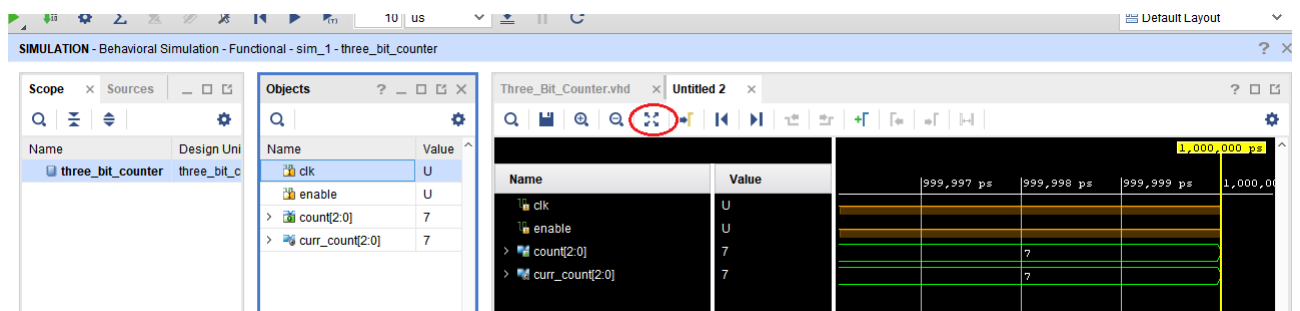 10 us
Default Layout
SIMULATION - Behavioral Simulation - Functional - sim_1 - three_bit_counter
Scope Sources
Name Design Uni
three_bit_counter three_bit_c
Objects
Name Value
clk U
enable U
count[2:0] 7
curr_count[2:0] 7
Three_Bit_Counter.vhd Untitled 2
1,000,000 ps
Name Value
999,997 ps 999,998 ps 999,999 ps 1,000,00
clk U
enable U
count[2:0] 7 7
curr_count[2:0] 7 7